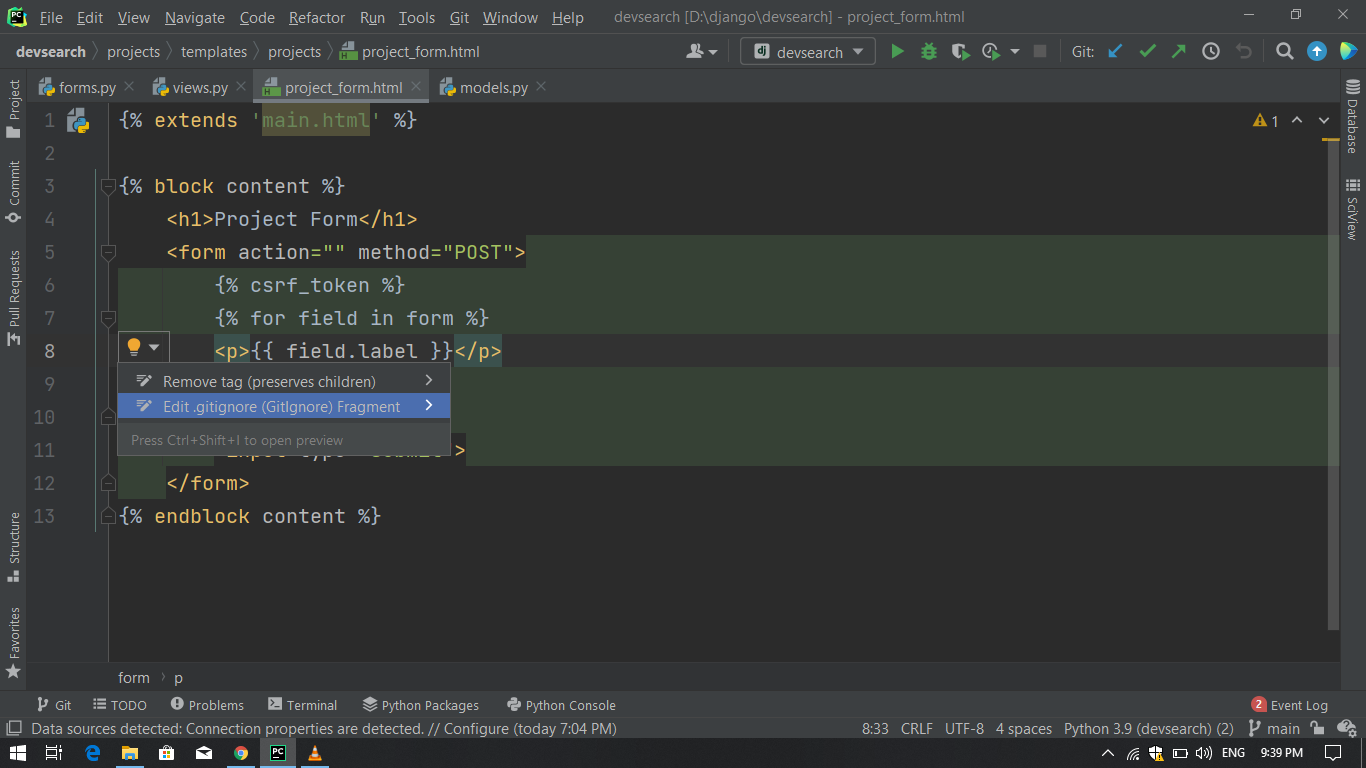 PC File Edit View Navigate Code Refactor Run Tools Git Window Help devsearch [D:\django\devsearch] - project_form.html
devsearch projects templates projects project_form.html dj devsearch Git:
forms.py views.py project_form.html models.py
Project
Commit
Pull Requests
Structure
Favorites
1 {% extends 'main.html' %} 1
2
3 {% block content %}
4 <h1>Project Form</h1>
5 <form action="" method="POST">
6 {% csrf_token %}
7 {% for field in form %}
8 <p>{{ field.label }}</p>
9
Remove tag (preserves children)
10
Edit .gitignore (GitIgnore) Fragment
Press Ctrl+Shift+I to open preview
11 >
12 </form>
13 {% endblock content %}
Database
SciView
form p
Git TODO Problems Terminal Python Packages Python Console 2 Event Log
Data sources detected: Connection properties are detected. // Configure (today 7:04 PM) 8:33 CRLF UTF-8 4 spaces Python 3.9 (devsearch) (2) main
PC ENG 9:39 PM